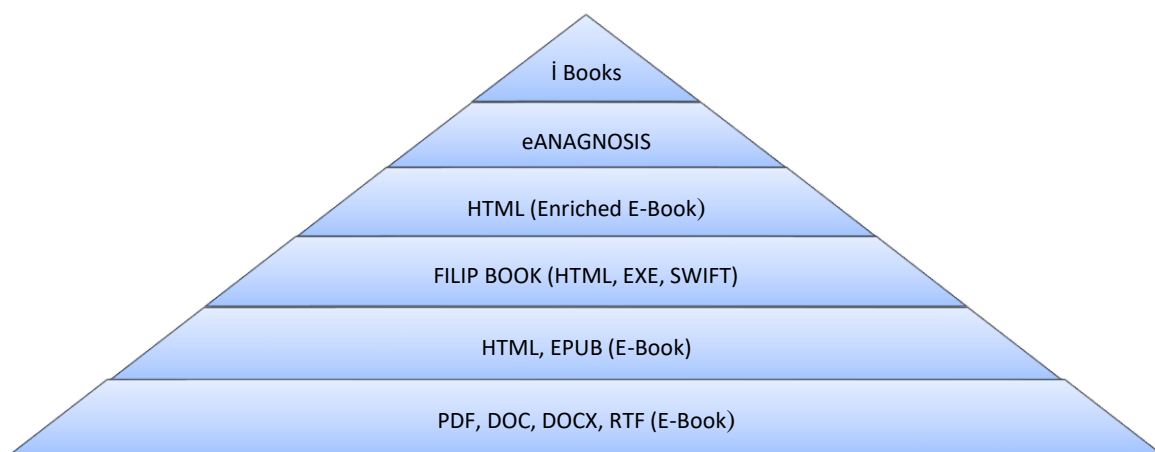 İ Books
eANAGNOSIS
HTML (Enriched E-Book)
FILIP BOOK (HTML, EXE, SWIFT)
HTML, EPUB (E-Book)
PDF, DOC, DOCX, RTF (E-Book)